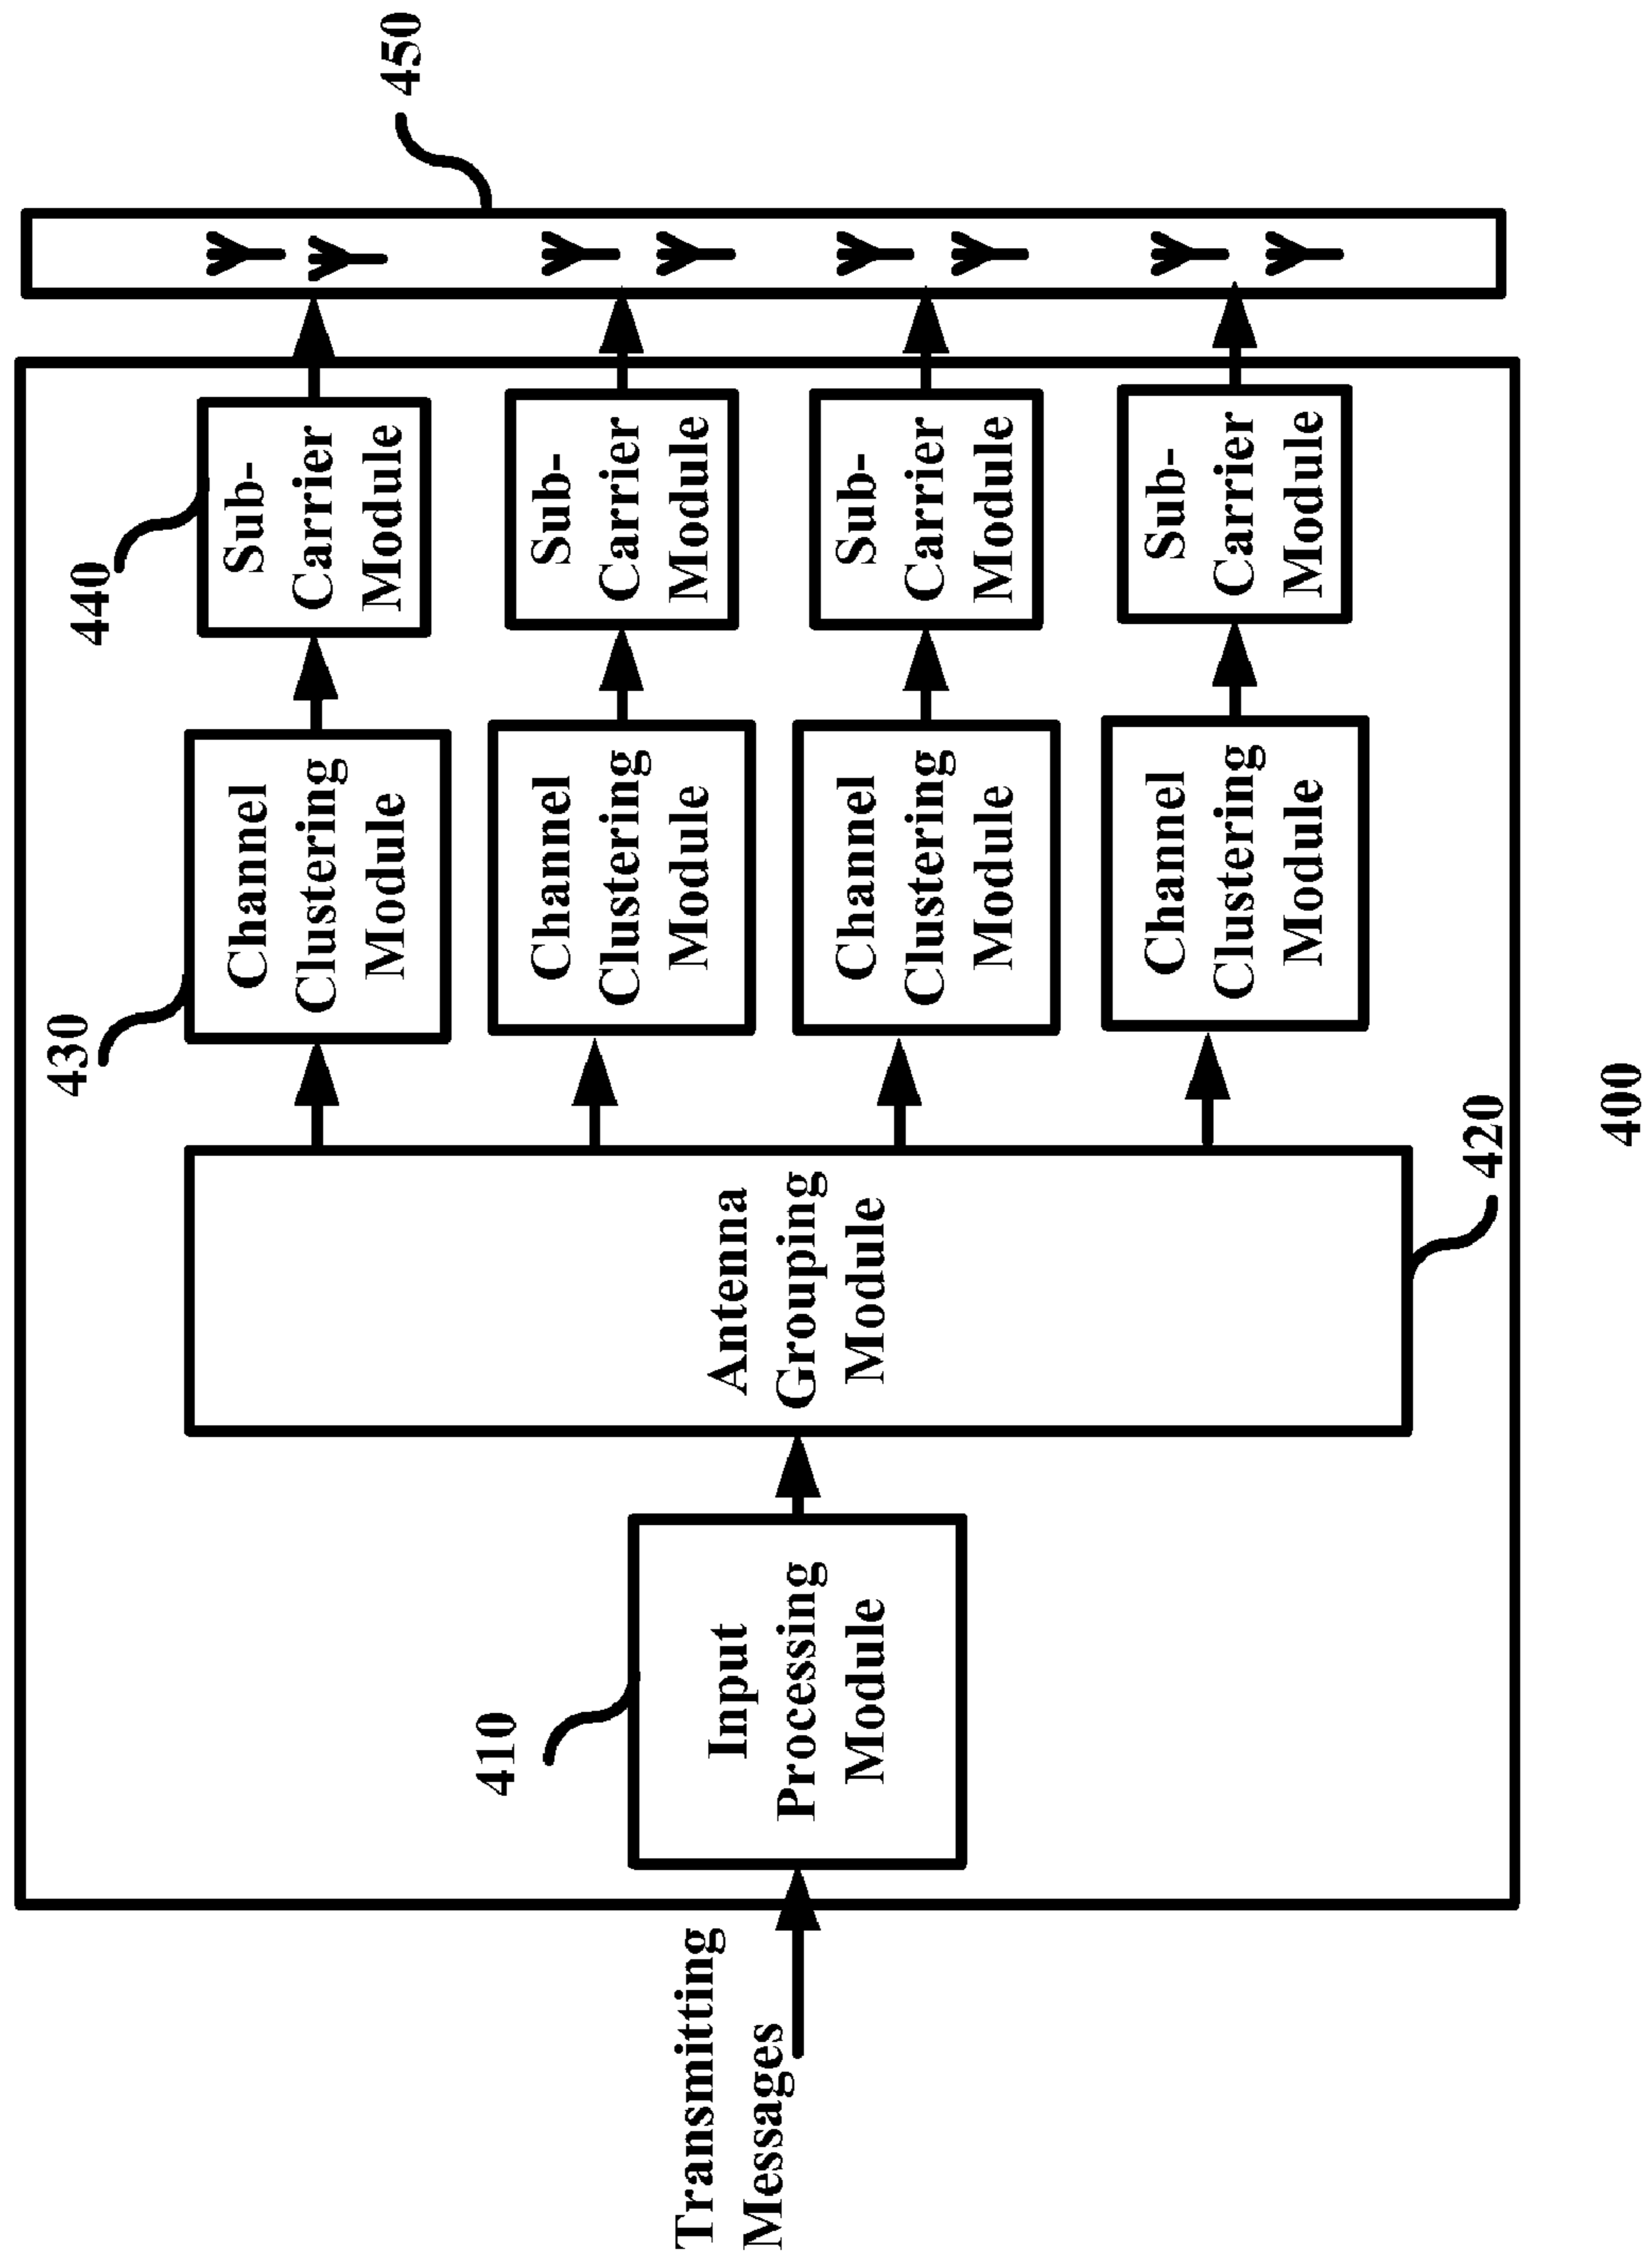 Transmitting
Messages
410
Input
Processing
Module
Antenna
Grouping
Module
420
430
Channel
Clustering
Module
Channel
Clustering
Module
Channel
Clustering
Module
Channel
Clustering
Module
440
Sub-
Carrier
Module
Sub-
Carrier
Module
Sub-
Carrier
Module
Sub-
Carrier
Module
450
400